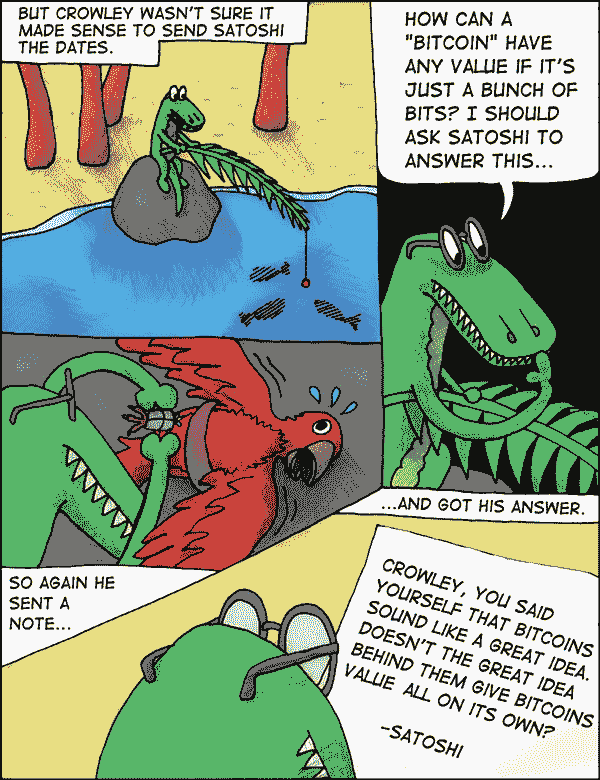 BUT CROWLEY WASN'T SURE IT
MADE SENSE TO SEND SATOSHI
THE DATES.
HOW CAN A
"BITCOIN" HAVE
ANY VALUE IF IT'S
JUST A BUNCH OF
BITS? I SHOULD
ASK SATOSHI TO
ANSWER THIS...
SO AGAIN HE
SENT A
NOTE...
...AND GOT HIS ANSWER.
CROWLEY, YOU SAID
YOURSELF THAT BITCOINS
SOUND LIKE A GREAT IDEA.
DOESN'T THE GREAT IDEA
BEHIND THEM GIVE BITCOINS
VALUE ALL ON ITS OWN?
-SATOSHI